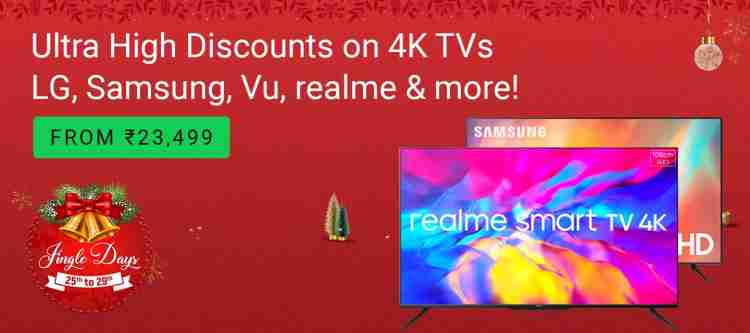 Ultra High Discounts on 4K TVs
LG, Samsung, Vu, realme & more!
FROM ₹23,499
SAMSUNG
108cm
realme smart TV 4K
HD
Jingle Days
25th to 29th